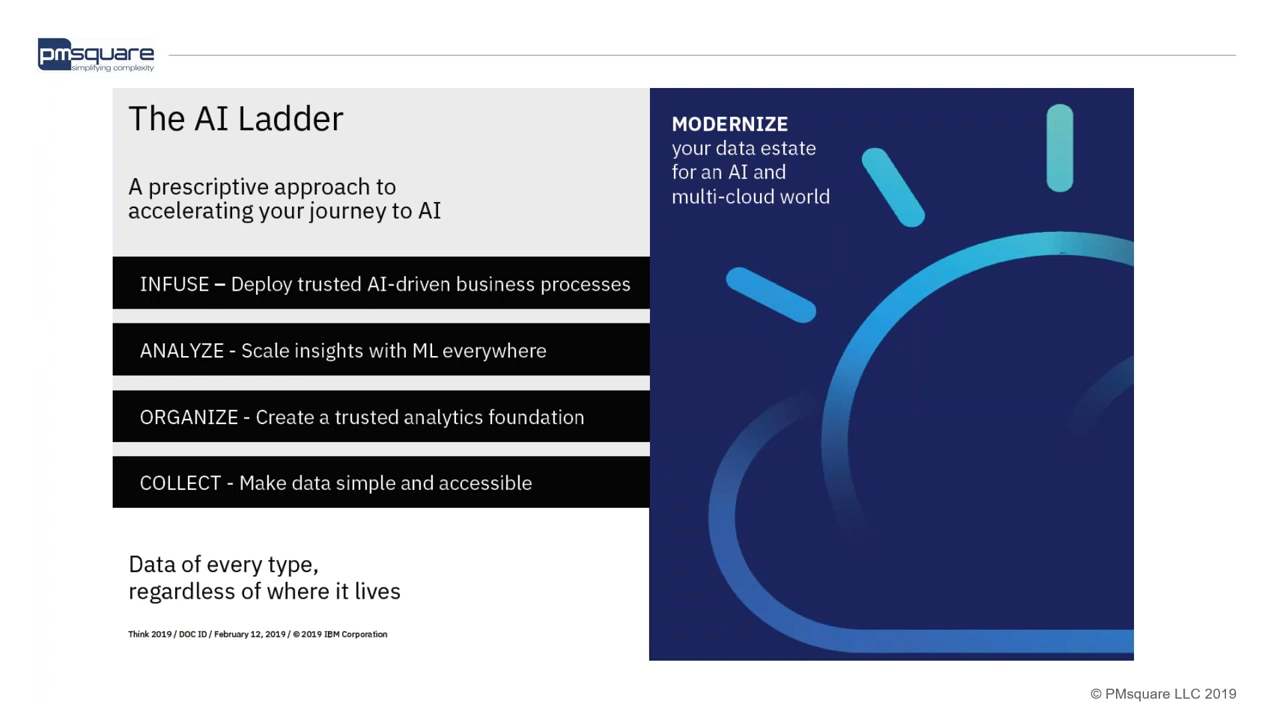 pmsquare
simplifying complexity
The AI Ladder
A prescriptive approach to
accelerating your journey to AI
INFUSE – Deploy trusted AI-driven business processes
ANALYZE - Scale insights with ML everywhere
ORGANIZE - Create a trusted analytics foundation
COLLECT - Make data simple and accessible
Data of every type,
regardless of where it lives
Think 2019 / DOC ID / February 12, 2019 / © 2019 IBM Corporation
MODERNIZE
your data estate
for an AI and
multi-cloud world
© PMsquare LLC 2019